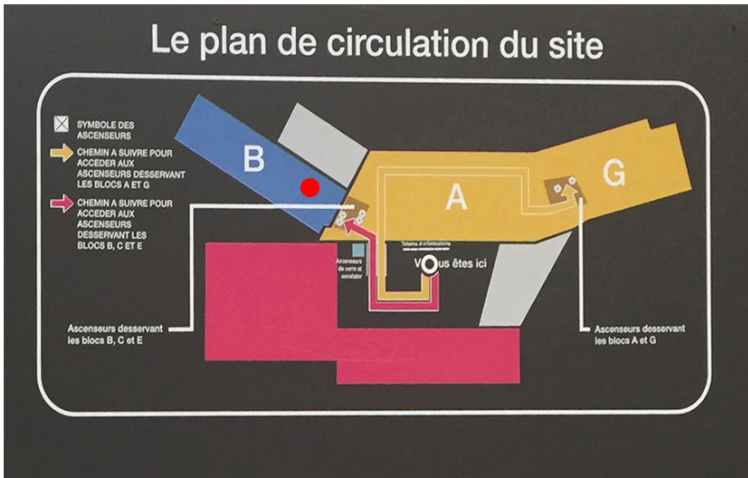 Le plan de circulation du site
SYMBOLE DES
ASCENSEURS
CHEMIN A SUIVRE POUR
ACCEDER AUX
ASCENSEURS DESSERVANT
LES BLOCS A ET G
CHEMIN A SUIVRE POUR
ACCEDER AUX
ASCENSEURS
DESSERVANT LES
BLOCS B, C ET E
B
A
G
Totems d'informations
Vous êtes ici
Ascenseurs
de verre et
escalator
Ascenseurs desservant
les blocs B, C et E
Ascenseurs desservant
les blocs A et G